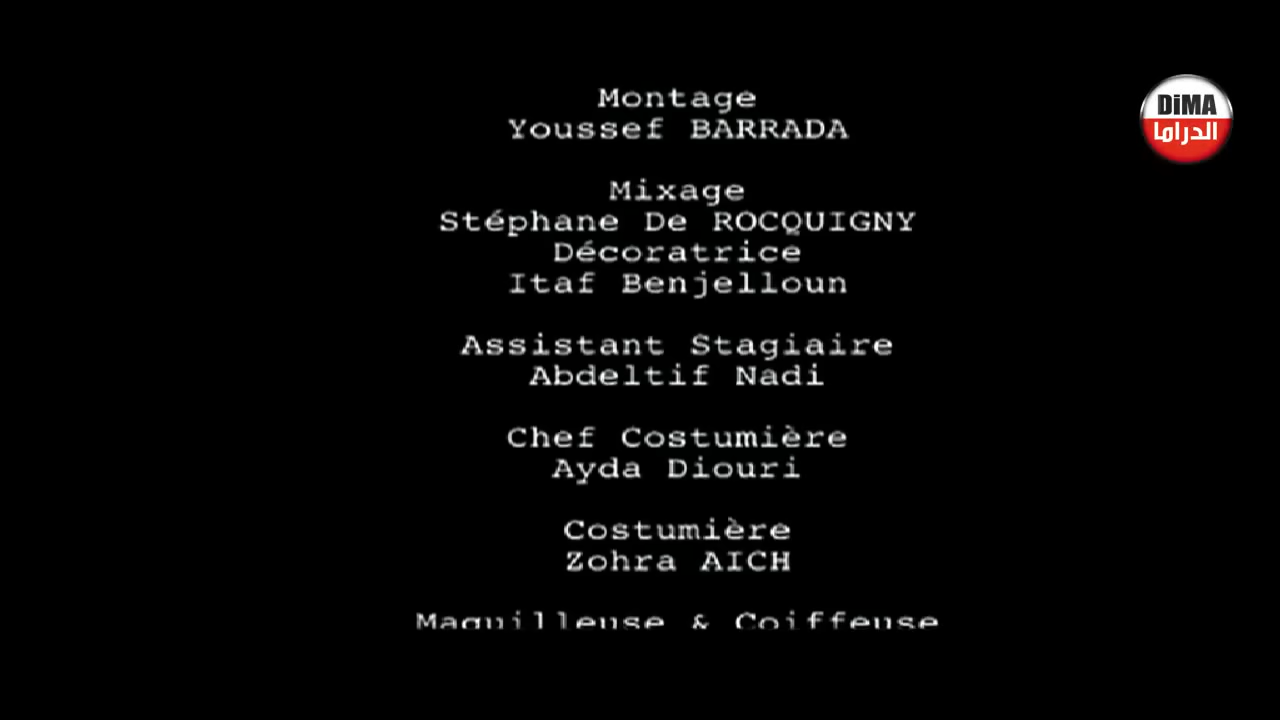 Montage
Youssef BARRADA
Mixage
Stéphane De ROCQUIGNY
Décoratrice
Itaf Benjelloun
Assistant Stagiaire
Abdeltif Nadi
Chef Costumière
Ayda Diouri
Costumière
Zohra AICH
Maquilleuse & Coiffeuse
DiMA
الدراما